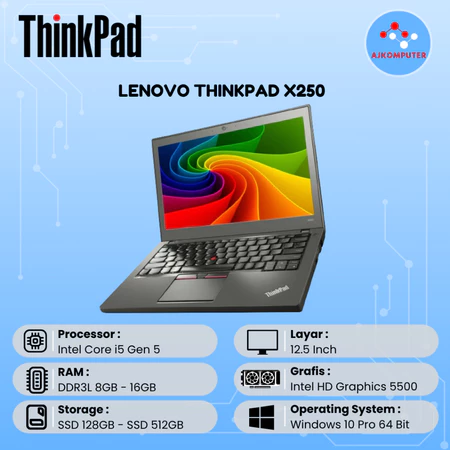 ThinkPad
AJKOMPUTER
LENOVO THINKPAD X250
ThinkPad
Processor :
Intel Core i5 Gen 5
Layar :
12.5 Inch
RAM :
DDR3L 8GB - 16GB
Grafis :
Intel HD Graphics 5500
Storage :
SSD 128GB - SSD 512GB
Operating System :
Windows 10 Pro 64 Bit